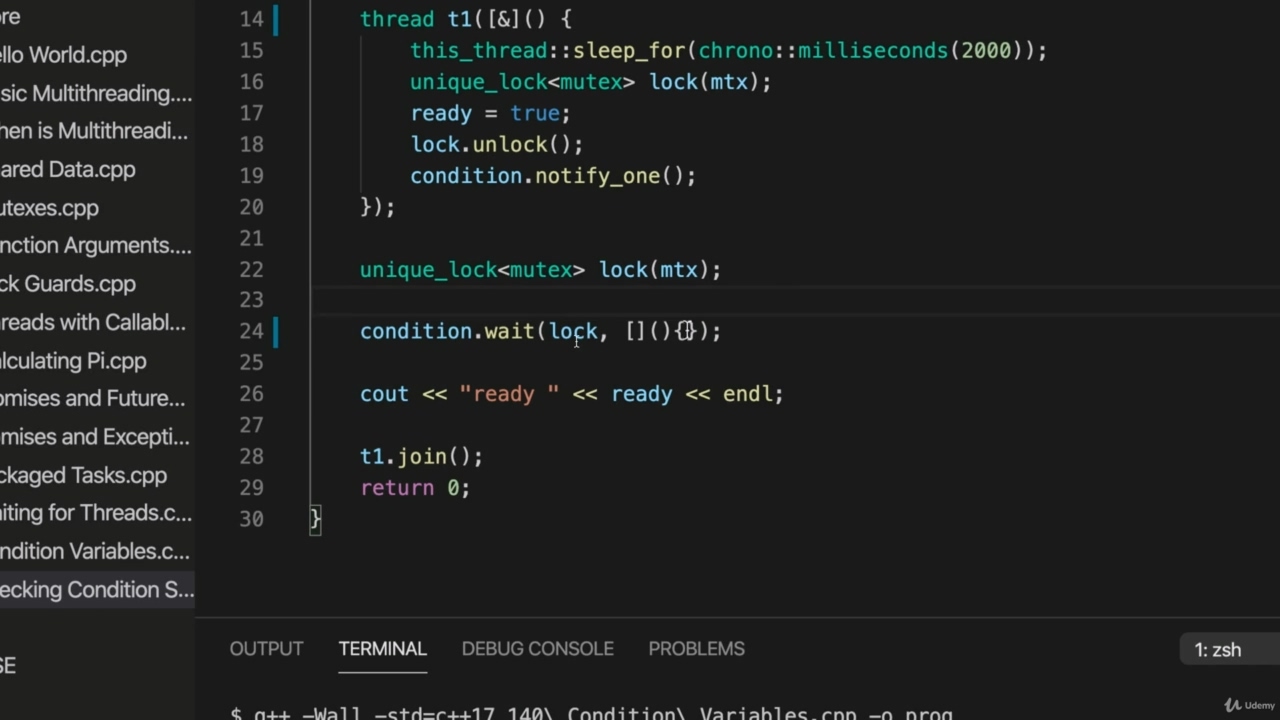 ore
14 thread t1([&]() {
ello World.cpp
15 this_thread::sleep_for(chrono::milliseconds(2000));
sic Multithreading....
16 unique_lock<mutex> lock(mtx);
hen is Multithreadi...
17 ready = true;
ared Data.cpp
18 lock.unlock();
utexes.cpp
19 condition.notify_one();
nction Arguments....
20 });
ck Guards.cpp
21
reads with Callabl...
22 unique_lock<mutex> lock(mtx);
alculating Pi.cpp
23
omises and Future...
24 condition.wait(lock, [](){});
omises and Excepti...
25
ckaged Tasks.cpp
26 cout << "ready " << ready << endl;
aiting for Threads.c...
27
ndition Variables.c...
28 t1.join();
ecking Condition S...
29 return 0;
30 }
SE
OUTPUT TERMINAL DEBUG CONSOLE PROBLEMS 1: zsh
$ g++ -Wall -std=c++17 140\ Condition\ Variables.cpp -o prog
Udemy